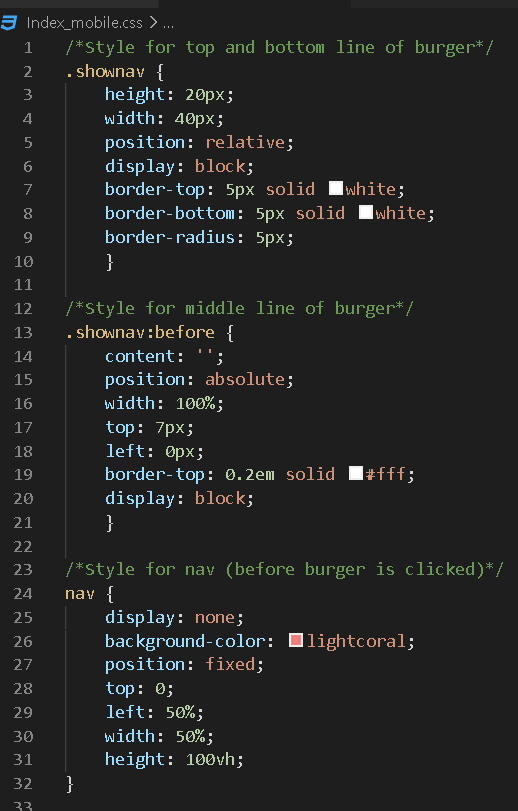 Index_mobile.css > ...
1 /*Style for top and bottom line of burger*/
2 .shownav {
3 height: 20px;
4 width: 40px;
5 position: relative;
6 display: block;
7 border-top: 5px solid white;
8 border-bottom: 5px solid white;
9 border-radius: 5px;
10 }
11
12 /*Style for middle line of burger*/
13 .shownav:before {
14 content: '';
15 position: absolute;
16 width: 100%;
17 top: 7px;
18 left: 0px;
19 border-top: 0.2em solid #fff;
20 display: block;
21 }
22
23 /*Style for nav (before burger is clicked)*/
24 nav {
25 display: none;
26 background-color: lightcoral;
27 position: fixed;
28 top: 0;
29 left: 50%;
30 width: 50%;
31 height: 100vh;
32 }
33